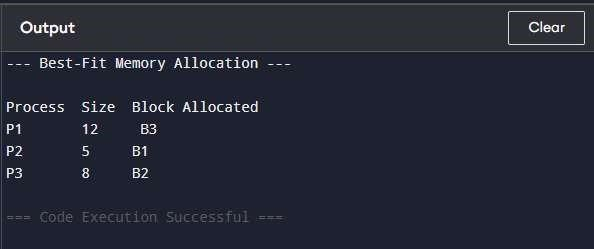 Output
Clear
--- Best-Fit Memory Allocation ---
Process  Size  Block Allocated
P1       12     B3
P2       5     B1
P3       8     B2
=== Code Execution Successful ===